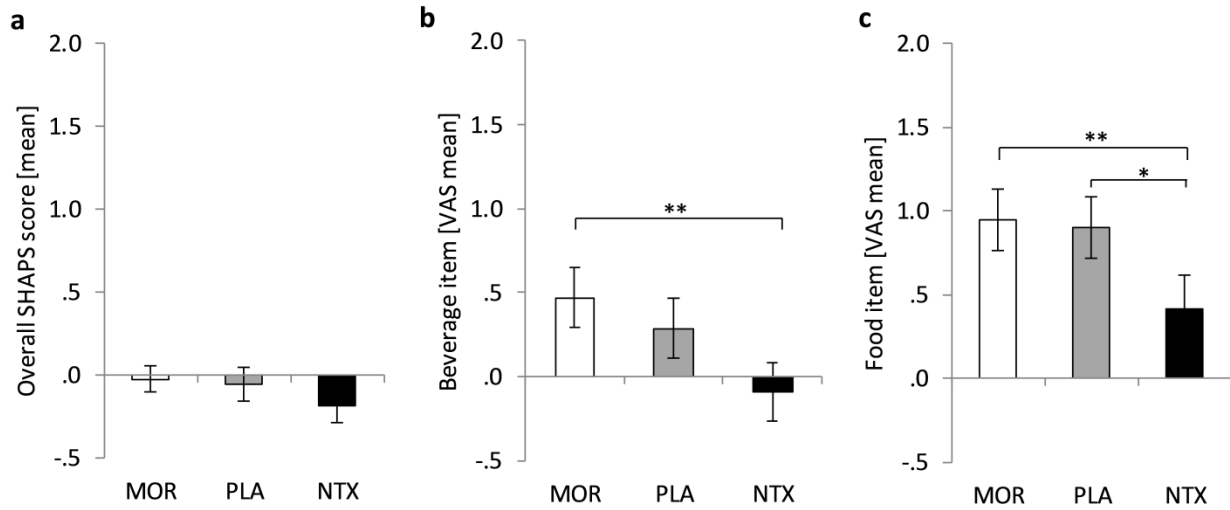 a
Overall SHAPS score [mean]
2.0
1.5
1.0
.5
.0
-.5
MOR PLA NTX
b
Beverage item [VAS mean]
2.0
1.5
1.0
.5
.0
-.5
**
MOR PLA NTX
c
Food item [VAS mean]
2.0
1.5
1.0
.5
.0
-.5
**
*
MOR PLA NTX